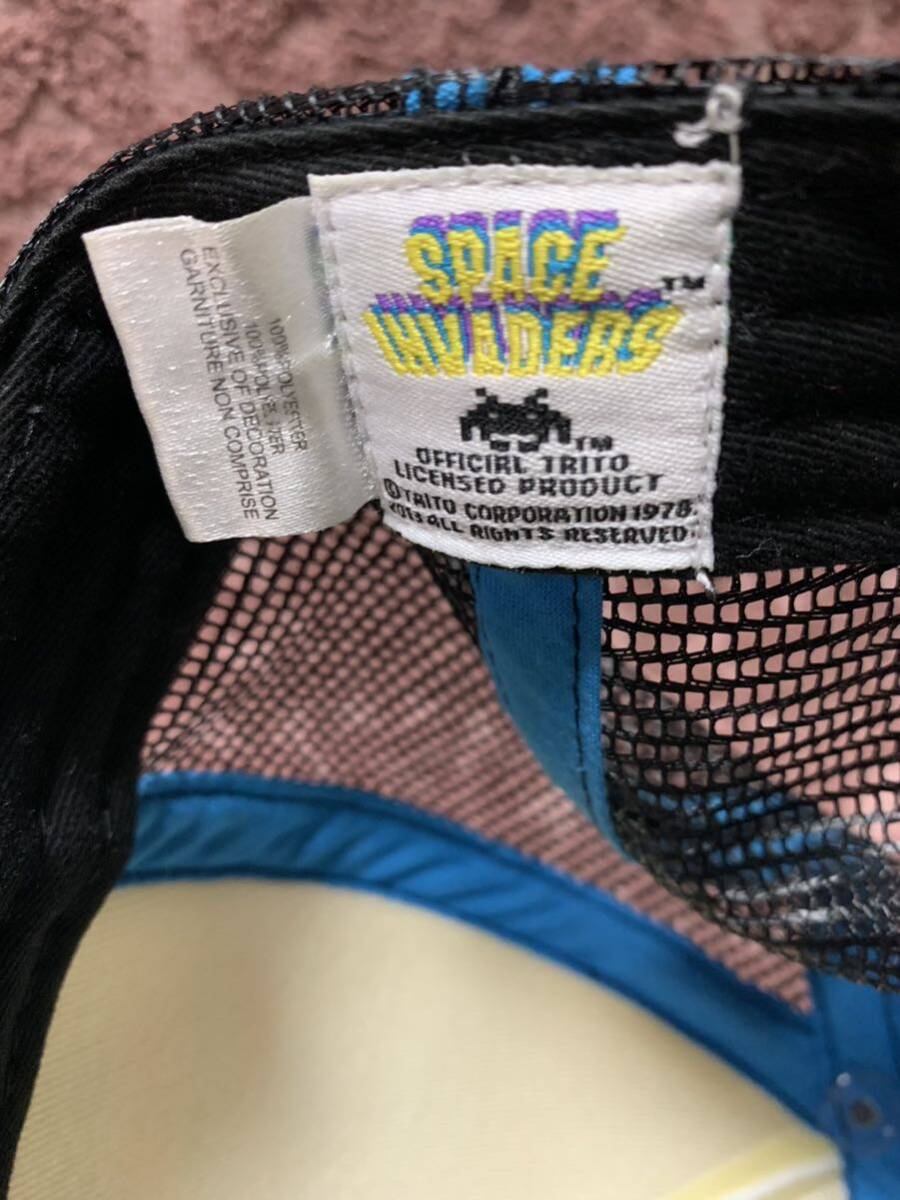 SPACE
INVADERS™
™
OFFICIAL TAITO
LICENSED PRODUCT
© TAITO CORPORATION 1978.
2013 ALL RIGHTS RESERVED.
100% POLYESTER
100% POLYESTER
EXCLUSIVE OF DECORATION
GARNITURE NON COMPRISE